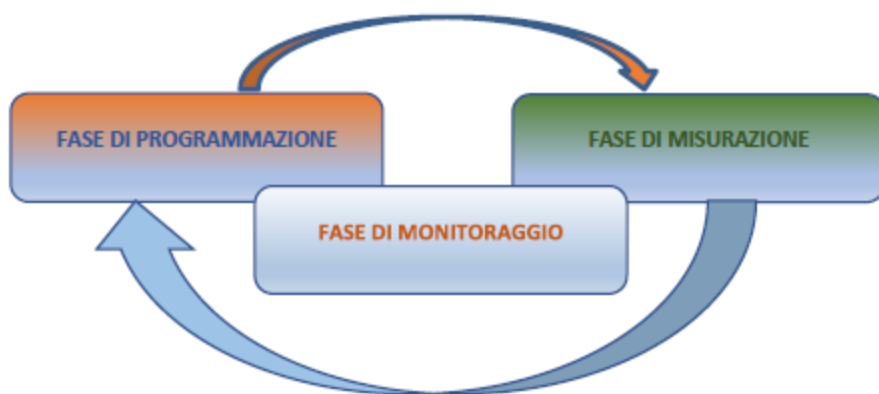 FASE DI PROGRAMMAZIONE
FASE DI MISURAZIONE
FASE DI MONITORAGGIO